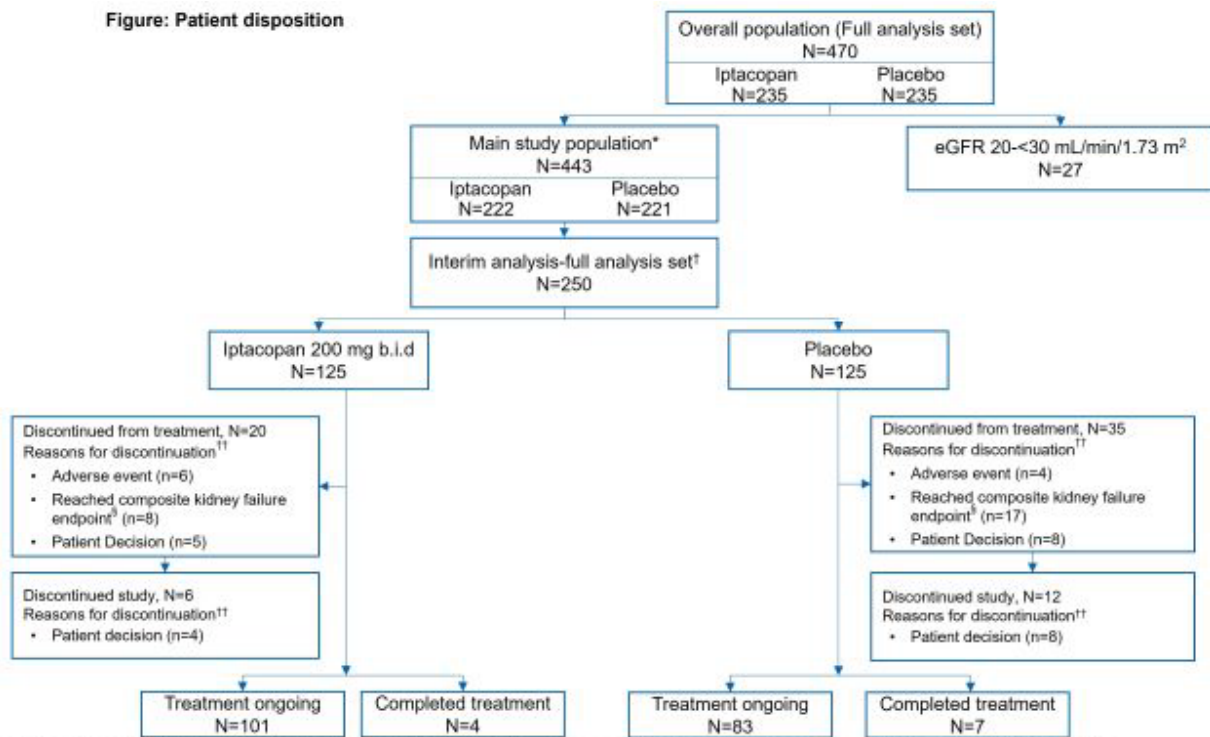 Figure: Patient disposition
Overall population (Full analysis set)
N=470
Iptacopan Placebo
N=235 N=235
Main study population*
N=443
Iptacopan Placebo
N=222 N=221
eGFR 20-<30 mL/min/1.73 m²
N=27
Interim analysis-full analysis set†
N=250
Iptacopan 200 mg b.i.d
N=125
Placebo
N=125
Discontinued from treatment, N=20
Reasons for discontinuation††
• Adverse event (n=6)
• Reached composite kidney failure
endpoint§ (n=8)
• Patient Decision (n=5)
Discontinued from treatment, N=35
Reasons for discontinuation††
• Adverse event (n=4)
• Reached composite kidney failure
endpoint§ (n=17)
• Patient Decision (n=8)
Discontinued study, N=6
Reasons for discontinuation††
• Patient decision (n=4)
Discontinued study, N=12
Reasons for discontinuation††
• Patient decision (n=8)
Treatment ongoing
N=101
Completed treatment
N=4
Treatment ongoing
N=83
Completed treatment
N=7